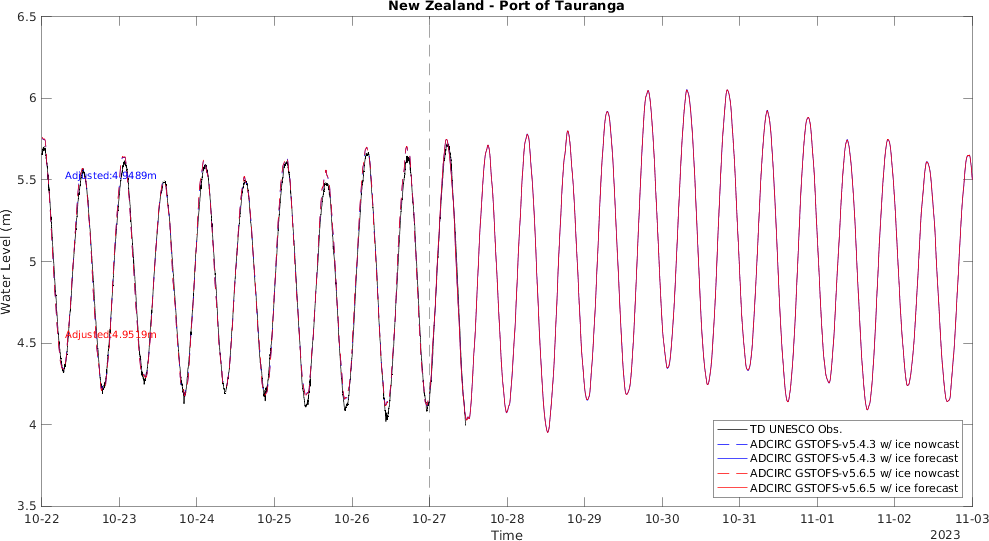 New Zealand - Port of Tauranga
6.5
6
5.5
5
4.5
4
3.5
Water Level (m)
Adjusted:4.9489m
Adjusted:4.9519m
TD UNESCO Obs.
ADCIRC GSTOFS-v5.4.3 w/ ice nowcast
ADCIRC GSTOFS-v5.4.3 w/ ice forecast
ADCIRC GSTOFS-v5.6.5 w/ ice nowcast
ADCIRC GSTOFS-v5.6.5 w/ ice forecast
10-22 10-23 10-24 10-25 10-26 10-27 10-28 10-29 10-30 10-31 11-01 11-02 11-03
Time
2023